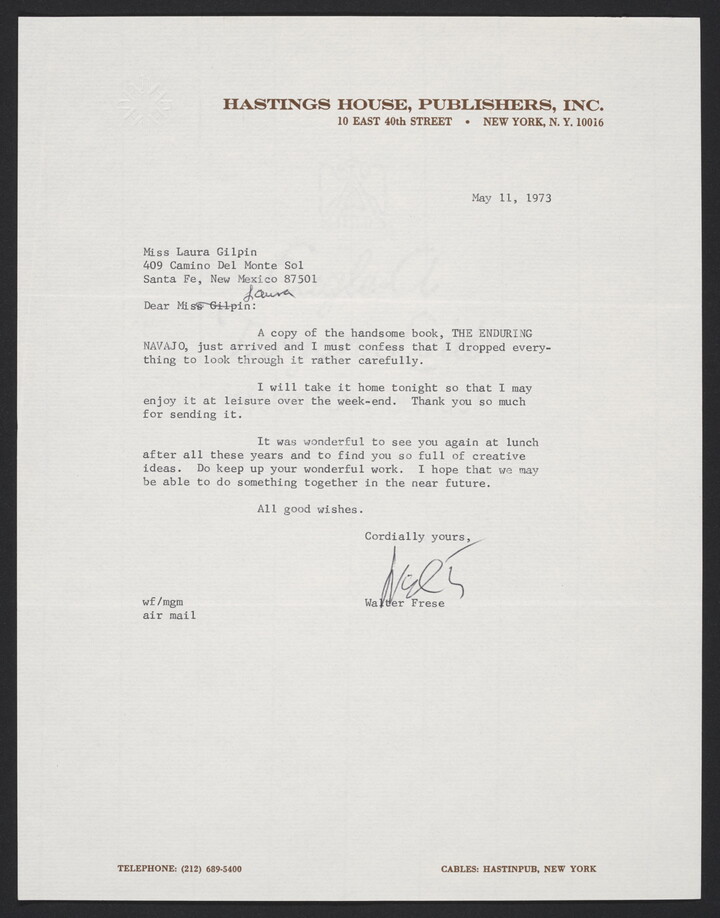 HASTINGS HOUSE, PUBLISHERS, INC.
10 EAST 40th STREET • NEW YORK, N. Y. 10016
May 11, 1973
Miss Laura Gilpin
409 Camino Del Monte Sol
Santa Fe, New Mexico 87501
Laura
Dear Miss Gilpin:
A copy of the handsome book, THE ENDURING
NAVAJO, just arrived and I must confess that I dropped every-
thing to look through it rather carefully.
I will take it home tonight so that I may
enjoy it at leisure over the week-end. Thank you so much
for sending it.
It was wonderful to see you again at lunch
after all these years and to find you so full of creative
ideas. Do keep up your wonderful work. I hope that we may
be able to do something together in the near future.
All good wishes.
Cordially yours,
Walter Frese
wf/mgm
air mail
TELEPHONE: (212) 689-5400
CABLES: HASTINPUB, NEW YORK